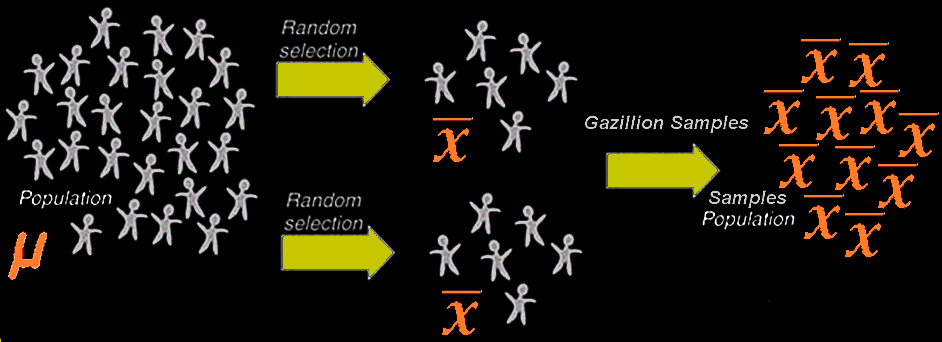 Random
selection
x̄
Population
μ
Random
selection
x̄
Gazillion Samples
x̄ x̄
x̄ x̄ x̄ x̄
x̄ x̄ x̄
Samples
Population
x̄ x̄